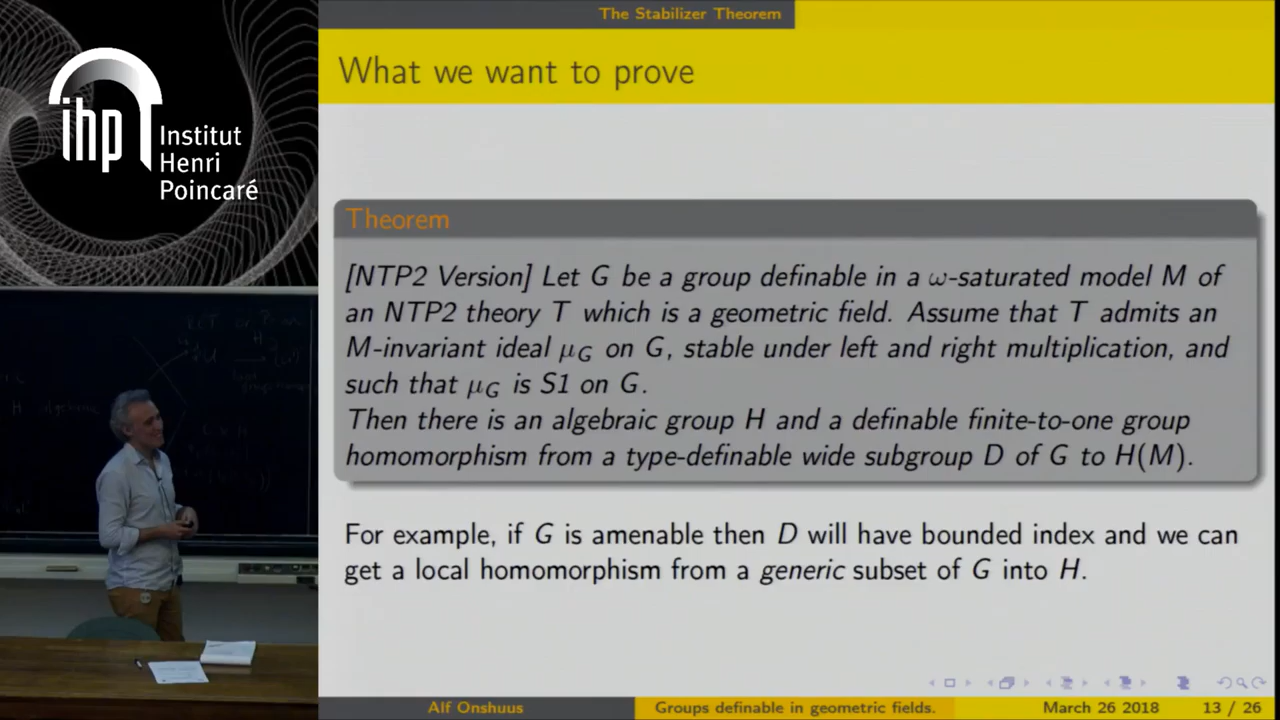 The Stabilizer Theorem
What we want to prove
ihp Institut
Henri
Poincaré
Theorem
[NTP2 Version] Let G be a group definable in a ω-saturated model M of
an NTP2 theory T which is a geometric field. Assume that T admits an
M-invariant ideal μG on G, stable under left and right multiplication, and
such that μG is S1 on G.
Then there is an algebraic group H and a definable finite-to-one group
homomorphism from a type-definable wide subgroup D of G to H(M).
For example, if G is amenable then D will have bounded index and we can
get a local homomorphism from a generic subset of G into H.
Alf Onshuus
Groups definable in geometric fields.
March 26 2018
13 / 26